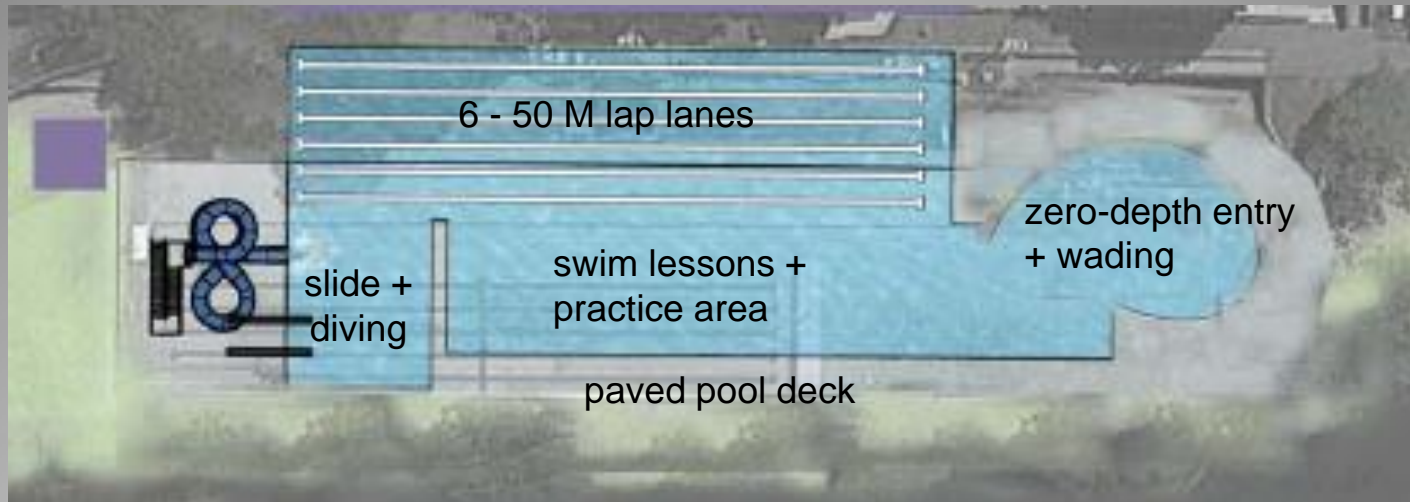 6 - 50 M lap lanes
zero-depth entry
+ wading
swim lessons +
practice area
slide +
diving
paved pool deck